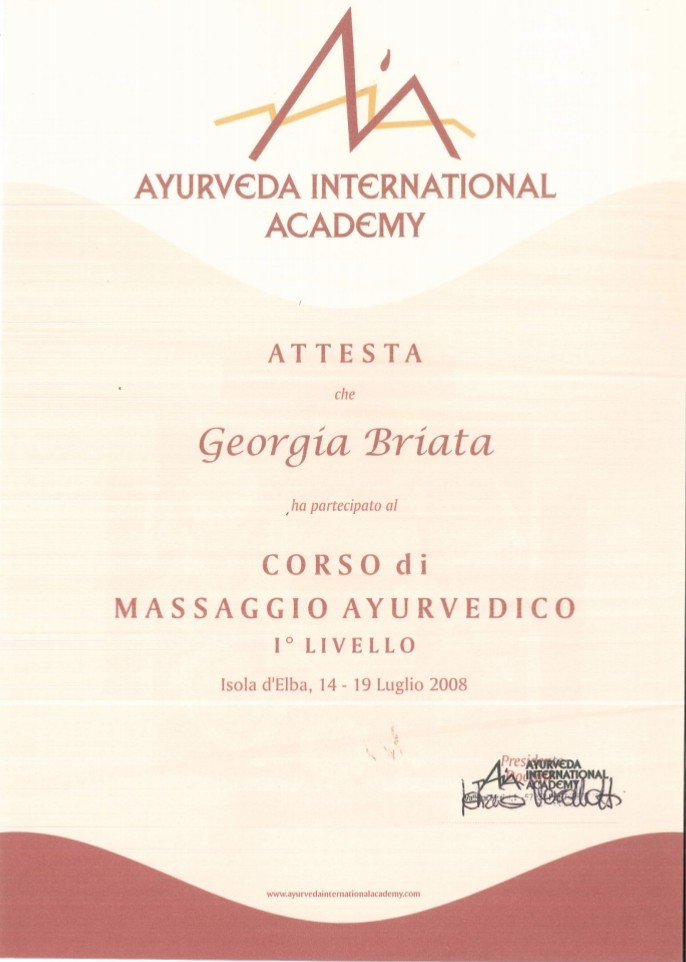 AYURVEDA INTERNATIONAL
ACADEMY
ATTESTA
che
Georgia Briata
ha partecipato al
CORSO di
MASSAGGIO AYURVEDICO
I° LIVELLO
Isola d'Elba, 14 - 19 Luglio 2008
Presidente
AYURVEDA
INTERNATIONAL
ACADEMY
www.ayurvedainternationalacademy.com